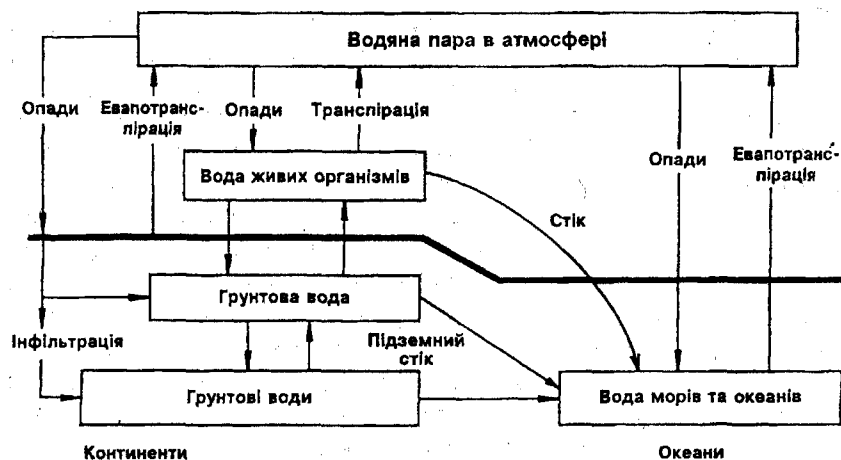 Водяна пара в атмосфері
Опади
Евапотранс-
пірація
Опади
Транспірація
Опади
Евапотранс-
пірація
Вода живих організмів
Стік
Грунтова вода
Інфільтрація
Підземний
стік
Грунтові води
Вода морів та океанів
Континенти
Океани